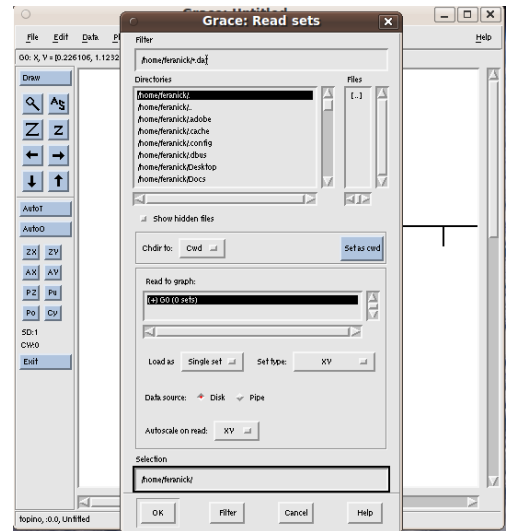 Grace: Read sets
File Edit Data
Help
Filter
G0: X, Y = [0.226106, 1.1232
/home/feranick/*.dat
Draw
Directories
Files
/home/feranick/.
/home/feranick/..
/home/feranick/adobe
/home/feranick/.cache
/home/feranick/.config
/home/feranick/.dbus
/home/feranick/Desktop
/home/feranick/Docs
[..]
AS
Z z
AutoT
AutoO
Show hidden files
Chdir to: Cwd
Set as cwd
ZX ZY
AX AY
PZ Pu
Po Cy
Read to graph:
(+) G0 (0 sets)
SD:1
CW:0
Exit
Load as Single set Set type: XY
Data source: Disk Pipe
Autoscale on read: XY
Selection
/home/feranick/
OK Filter Cancel Help
topino, :0.0, Untitled